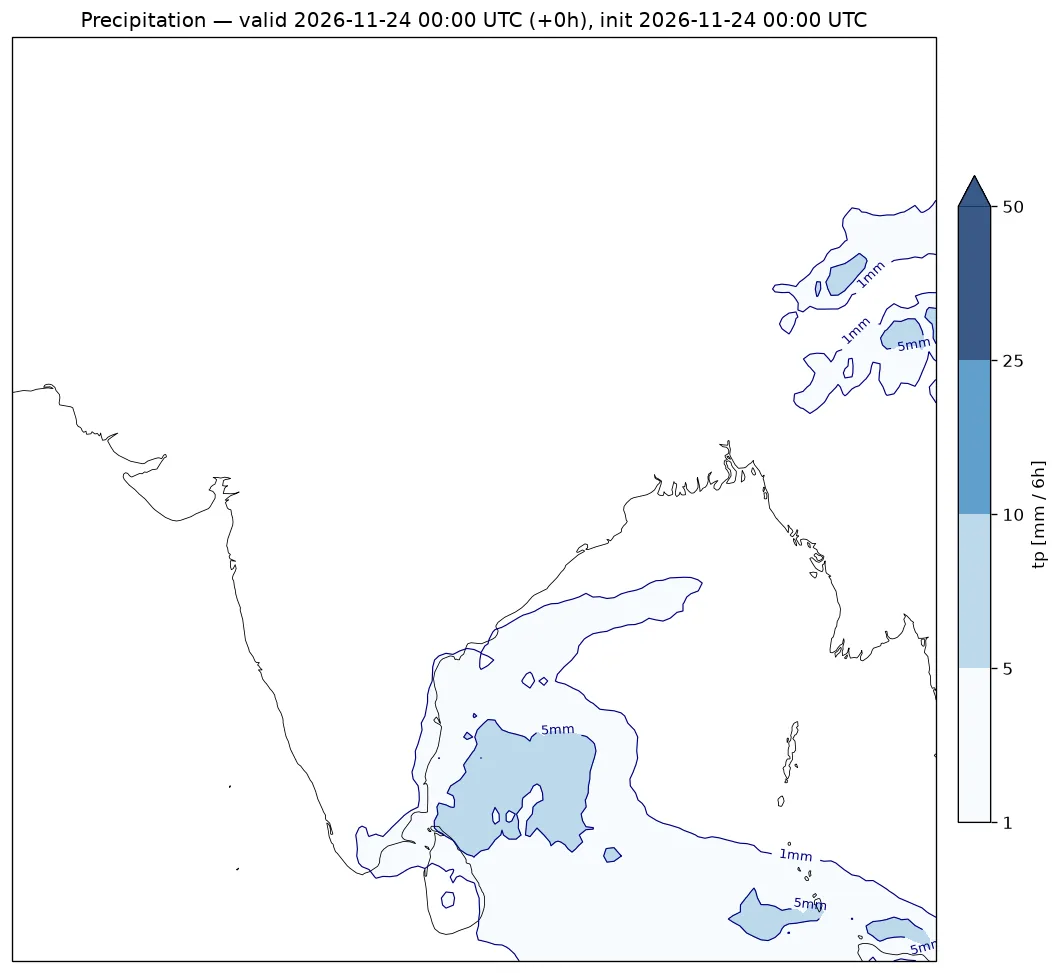 Precipitation — valid 2026-11-24 00:00 UTC (+0h), init 2026-11-24 00:00 UTC
50
1mm
1mm
5mm
25
tp [mm / 6h]
10
5
5mm
1
1mm
5mm
5mm